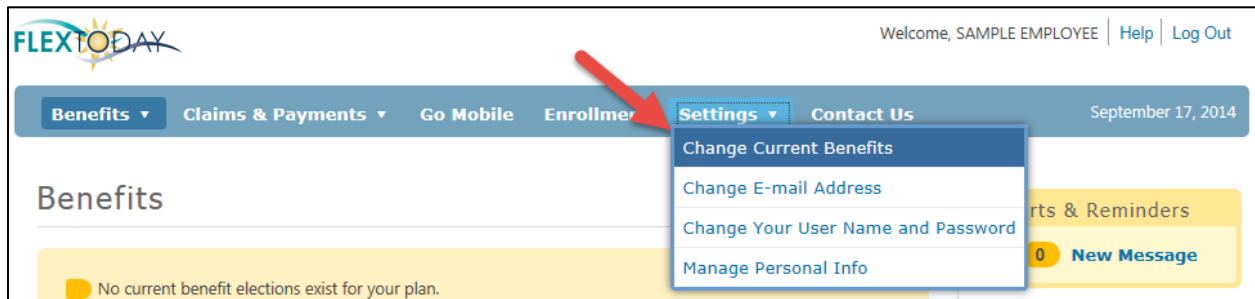 FLEXTODAY
Welcome, SAMPLE EMPLOYEE | Help | Log Out
Benefits ▼ Claims & Payments ▼ Go Mobile Enrollmen Settings ▼ Contact Us September 17, 2014
Change Current Benefits
Change E-mail Address
Change Your User Name and Password
Manage Personal Info
Benefits
No current benefit elections exist for your plan.
rts & Reminders
0 New Message